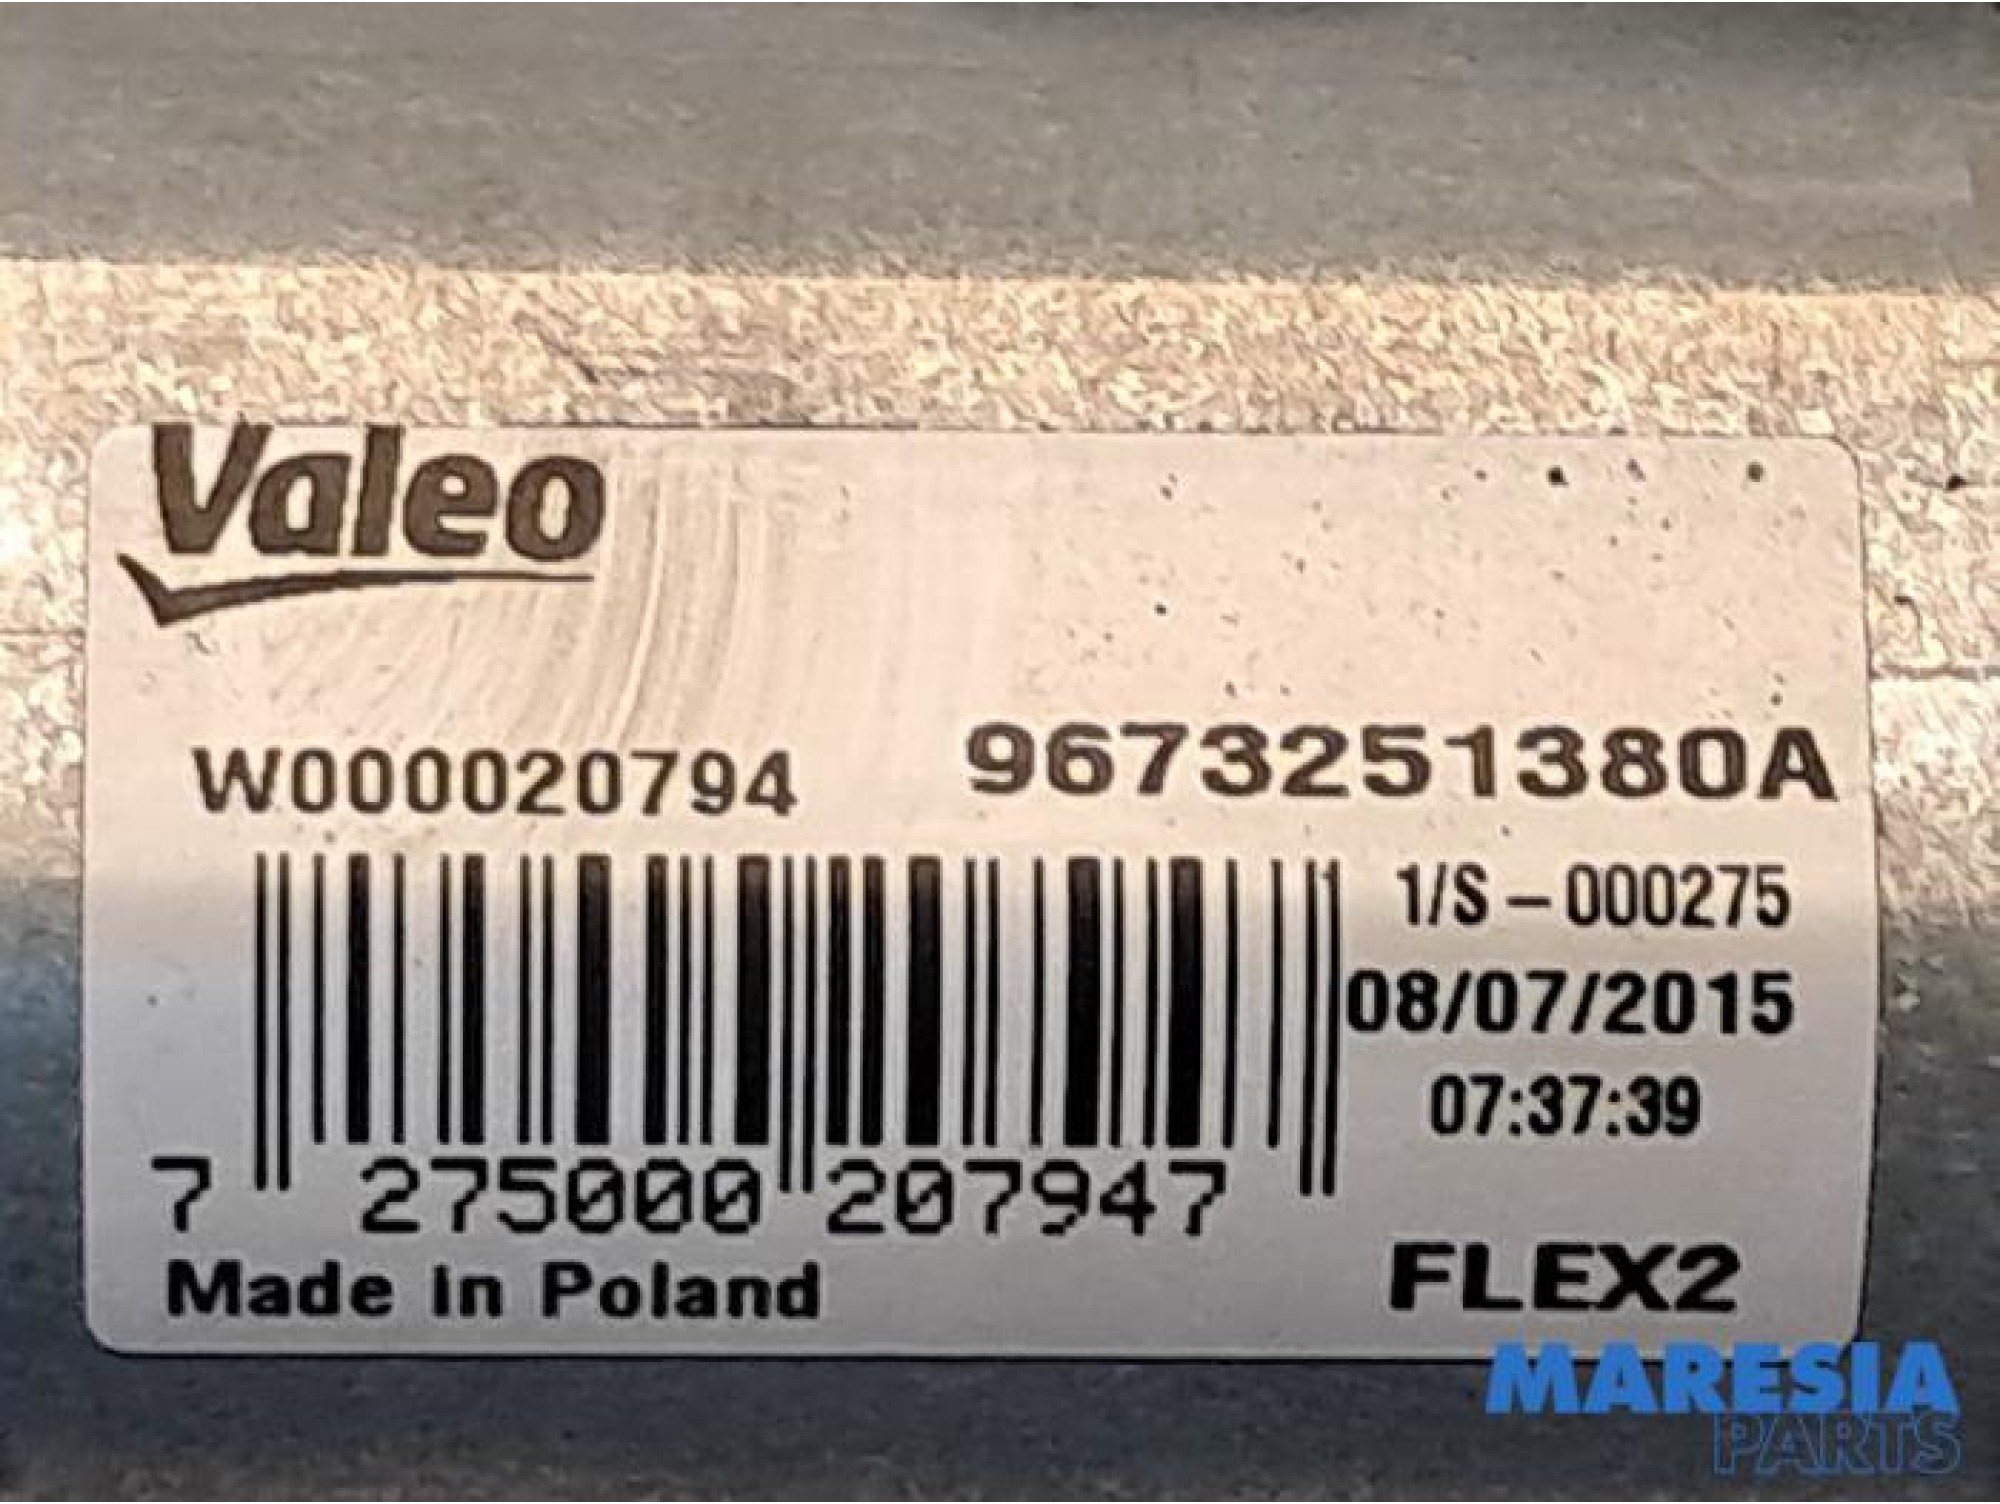 Valeo
W000020794 9673251380A
1/S-000275
08/07/2015
07:37:39
7 275000 207947
Made in Poland
FLEX2
MARESIA
PARTS